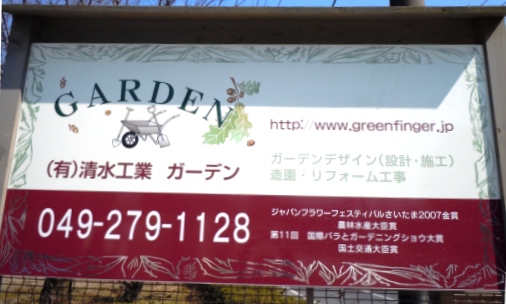 GARDEN
http://www.greenfinger.jp
(有)清水工業 ガーデン
ガーデンデザイン(設計・施工)
造園・リフォーム工事
049-279-1128
ジャパンフラワーフェスティバルさいたま2007金賞
農林水産大臣賞
第11回 国際バラとガーデニングショウ大賞
国土交通大臣賞